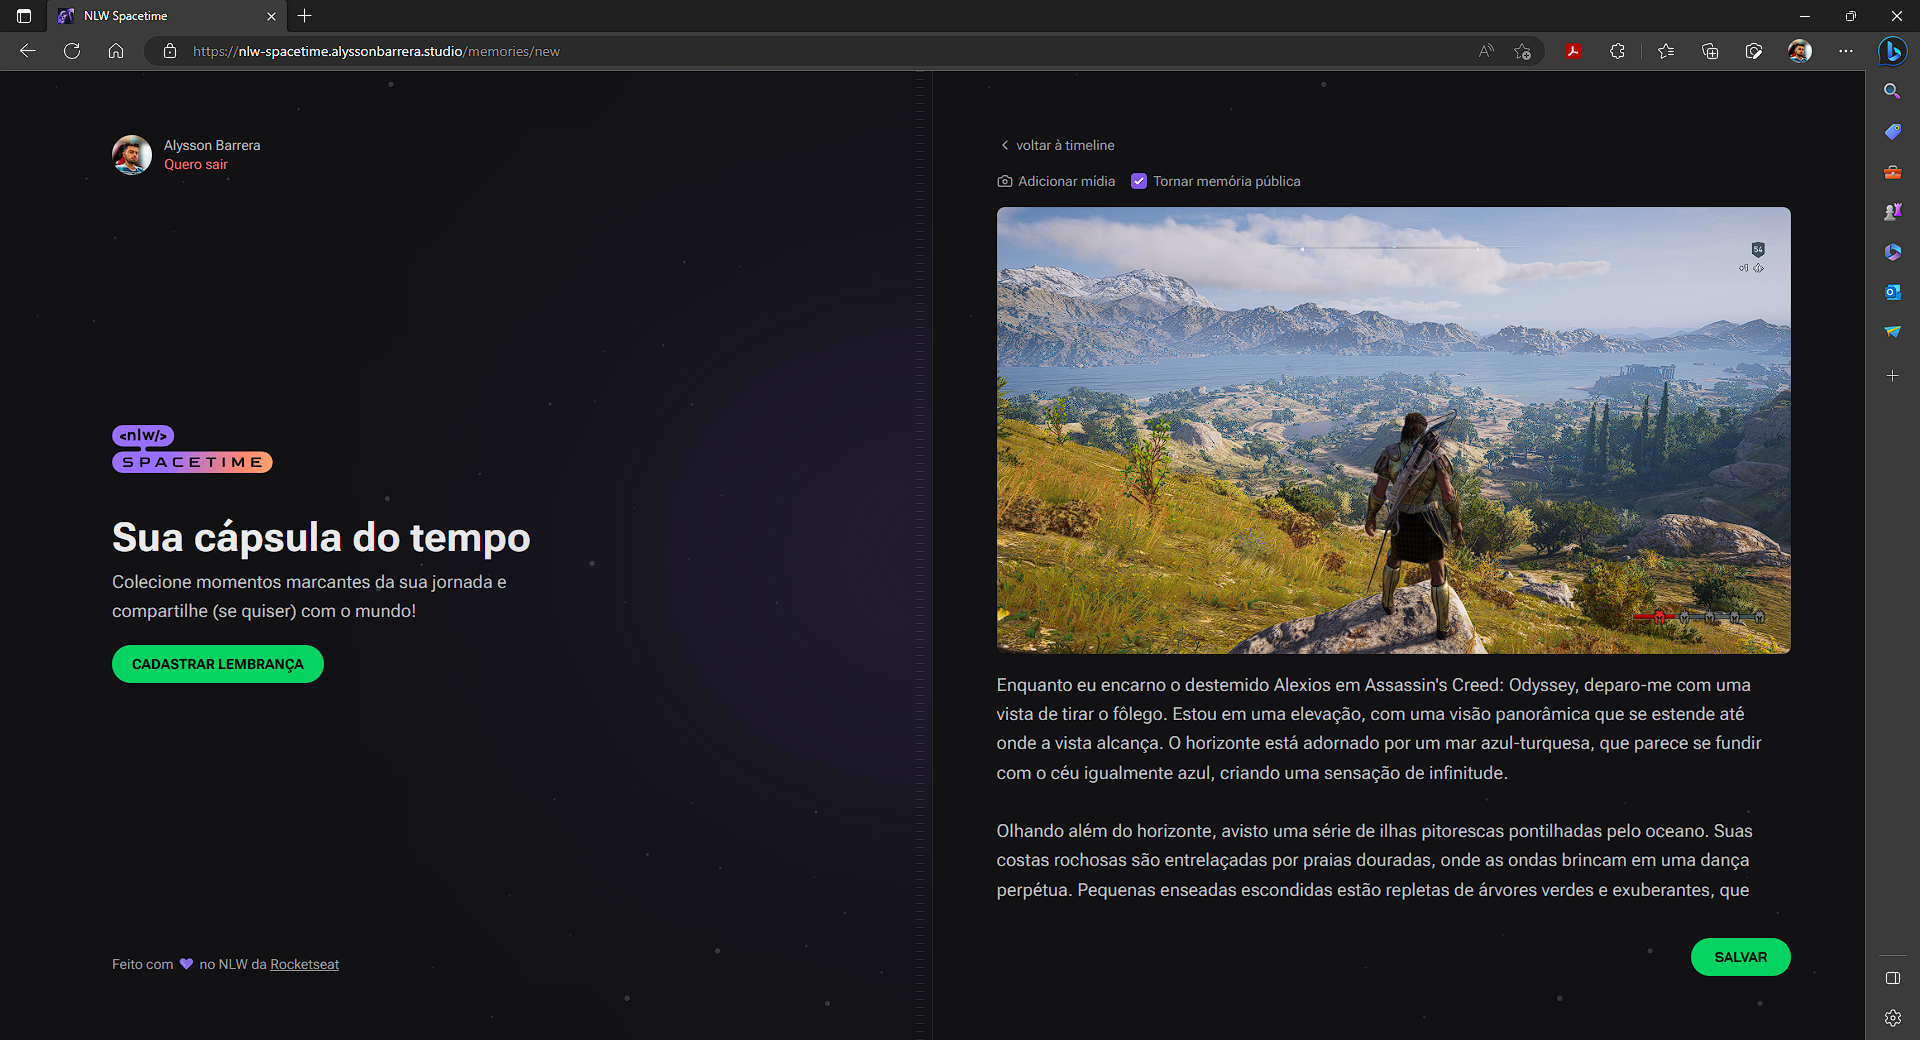 NLW Spacetime
https://nlw-spacetime.alyssonbarrera.studio/memories/new
Alysson Barrera
Quero sair
<nlw/>
SPACETIME
Sua cápsula do tempo
Colecione momentos marcantes da sua jornada e
compartilhe (se quiser) com o mundo!
CADASTRAR LEMBRANÇA
Feito com 💜 no NLW da Rocketseat
voltar à timeline
Adicionar mídia
Tornar memória pública
54
+1
Enquanto eu encarno o destemido Alexios em Assassin's Creed: Odyssey, deparo-me com uma
vista de tirar o fôlego. Estou em uma elevação, com uma visão panorâmica que se estende até
onde a vista alcança. O horizonte está adornado por um mar azul-turquesa, que parece se fundir
com o céu igualmente azul, criando uma sensação de infinitude.
Olhando além do horizonte, avisto uma série de ilhas pitorescas pontilhadas pelo oceano. Suas
costas rochosas são entrelaçadas por praias douradas, onde as ondas brincam em uma dança
perpétua. Pequenas enseadas escondidas estão repletas de árvores verdes e exuberantes, que
SALVAR